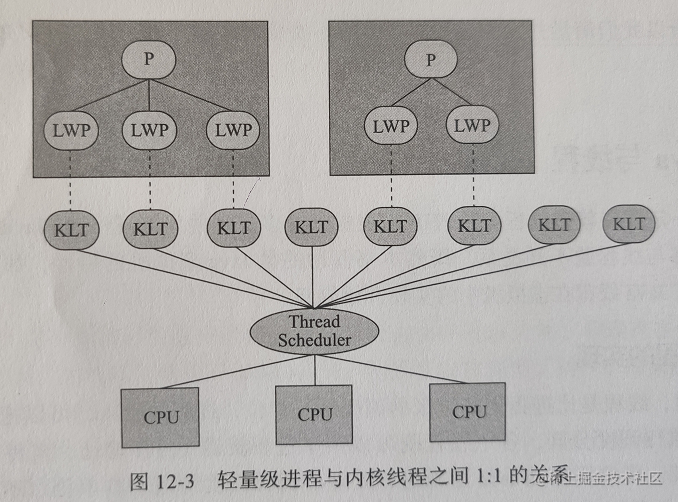 P
P
LWP LWP LWP
LWP LWP
KLT KLT KLT KLT KLT KLT KLT KLT
Thread
Scheduler
CPU CPU CPU
图 12-3 轻量级进程与内核线程之间 1:1 的关系
@稀土掘金技术社区